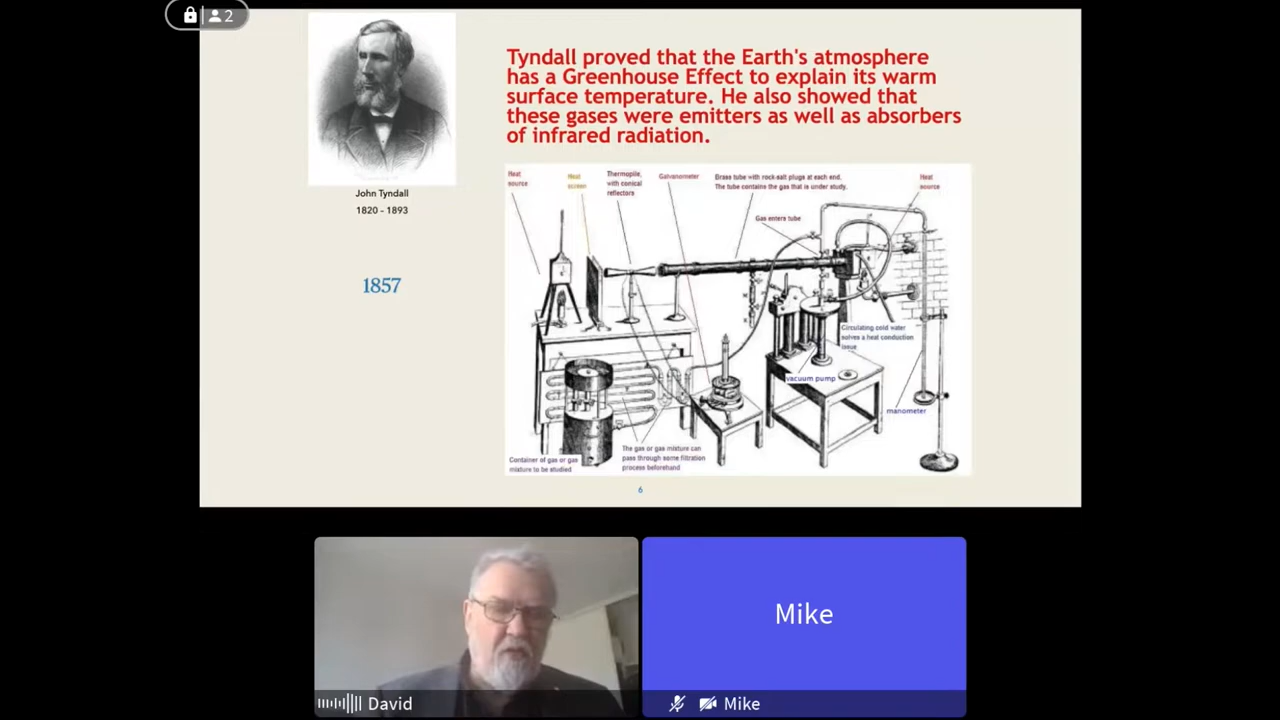 2
Tyndall proved that the Earth's atmosphere
has a Greenhouse Effect to explain its warm
surface temperature. He also showed that
these gases were emitters as well as absorbers
of infrared radiation.
John Tyndall
1820 - 1893
1857
Heat
source
Heat
screen
Thermopile,
with conical
reflectors
Galvanometer
Brass tube with rock-salt plugs at each end.
The tube contains the gas that is under study.
Heat
source
Gas enters tube
Circulating cold water
solves a heat conduction
issue
vacuum pump
manometer
Container of gas or gas
mixture to be studied
The gas or gas mixture can
pass through some filtration
process beforehand
6
Mike
David
Mike